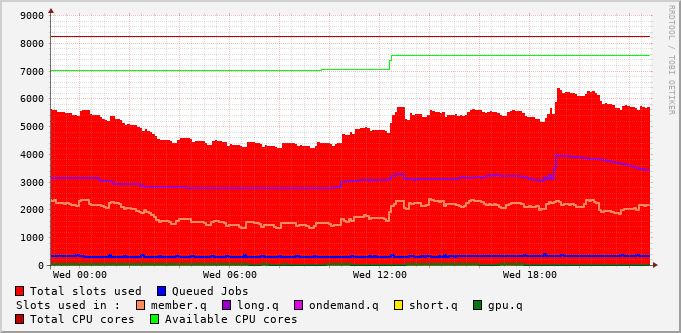 9000
8000
7000
6000
5000
4000
3000
2000
1000
0
Wed 00:00 Wed 06:00 Wed 12:00 Wed 18:00
RRDTOOL / TOBI OETIKER
Total slots used Queued Jobs
Slots used in : member.q long.q ondemand.q short.q gpu.q
Total CPU cores Available CPU cores